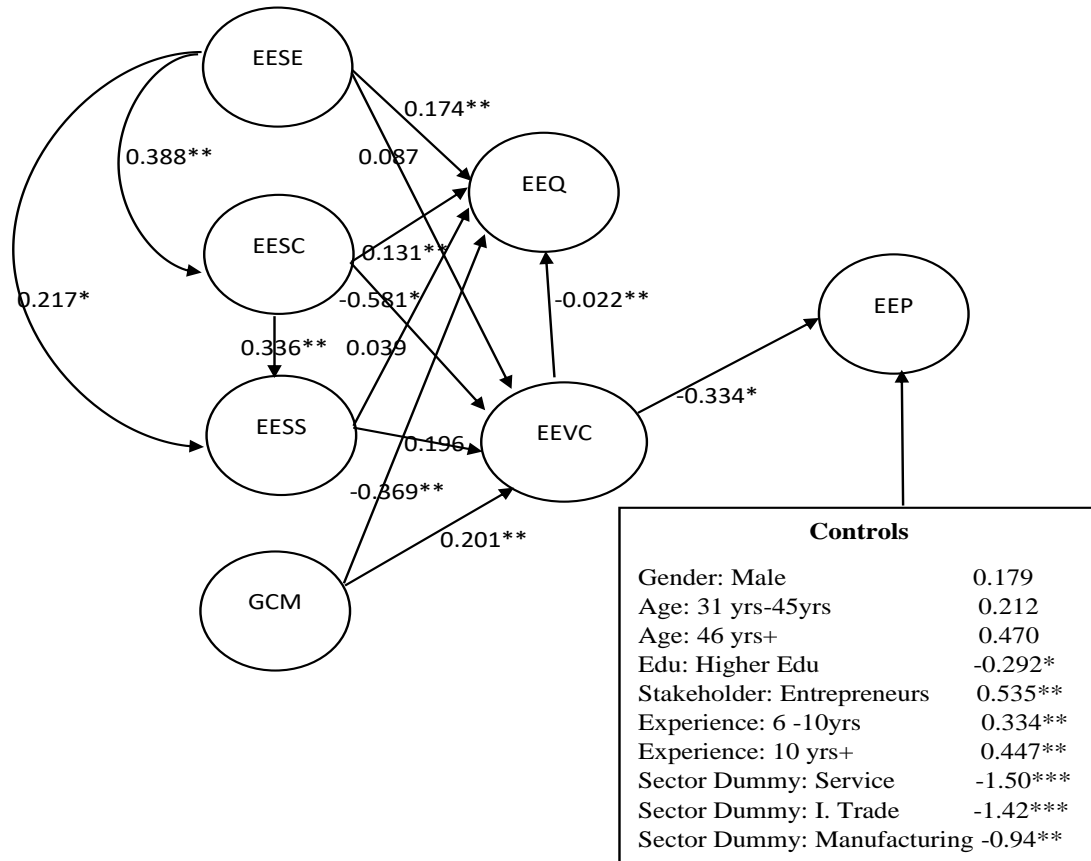 EESE
0.174**
0.087
0.388**
EEQ
EESC
0.131**
0.217*
-0.581*
-0.022**
EEP
0.336**
0.039
-0.334*
EESS
0.196
EEVC
-0.369**
0.201**
GCM
Controls
Gender: Male 0.179
Age: 31 yrs-45yrs 0.212
Age: 46 yrs+ 0.470
Edu: Higher Edu -0.292*
Stakeholder: Entrepreneurs 0.535**
Experience: 6 -10yrs 0.334**
Experience: 10 yrs+ 0.447**
Sector Dummy: Service -1.50***
Sector Dummy: I. Trade -1.42***
Sector Dummy: Manufacturing -0.94**